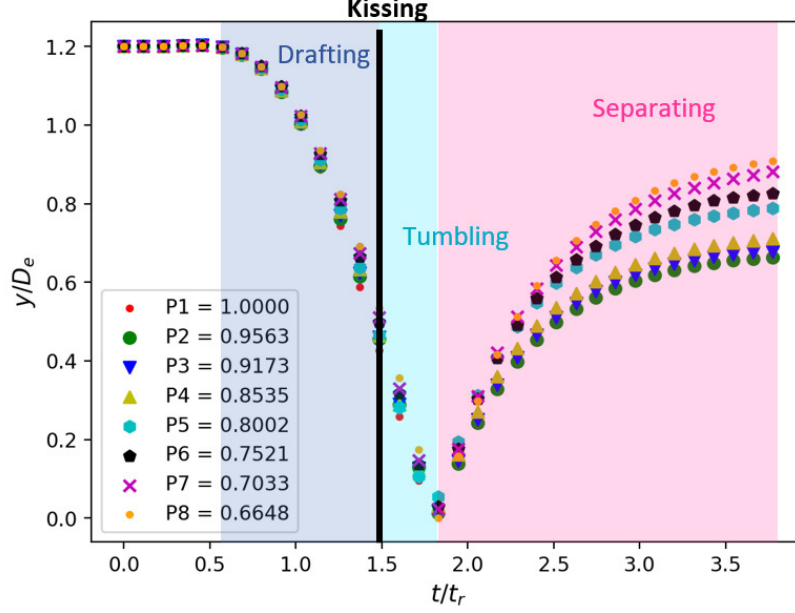 Kissing
Drafting
Separating
Tumbling
y/Dₑ
1.2
1.0
0.8
0.6
0.4
0.2
0.0
P1 = 1.0000
P2 = 0.9563
P3 = 0.9173
P4 = 0.8535
P5 = 0.8002
P6 = 0.7521
P7 = 0.7033
P8 = 0.6648
0.0 0.5 1.0 1.5 2.0 2.5 3.0 3.5
t/tᵣ